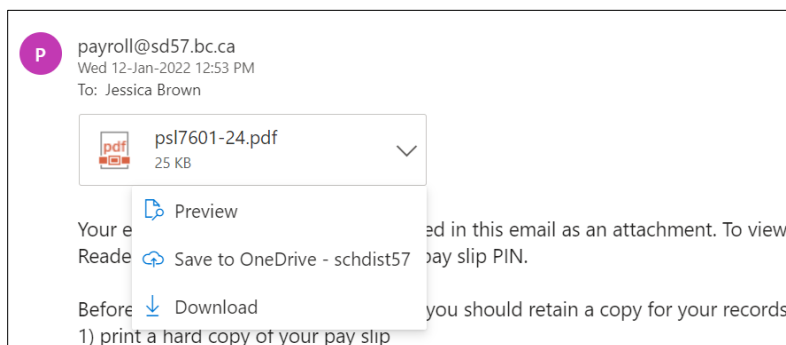 P
payroll@sd57.bc.ca
Wed 12-Jan-2022 12:53 PM
To: Jessica Brown
pdf
psl7601-24.pdf
25 KB
Preview
Your e ed in this email as an attachment. To view
Save to OneDrive - schdist57
Reade pay slip PIN.
Download
Before you should retain a copy for your records
1) print a hard copy of your pay slip